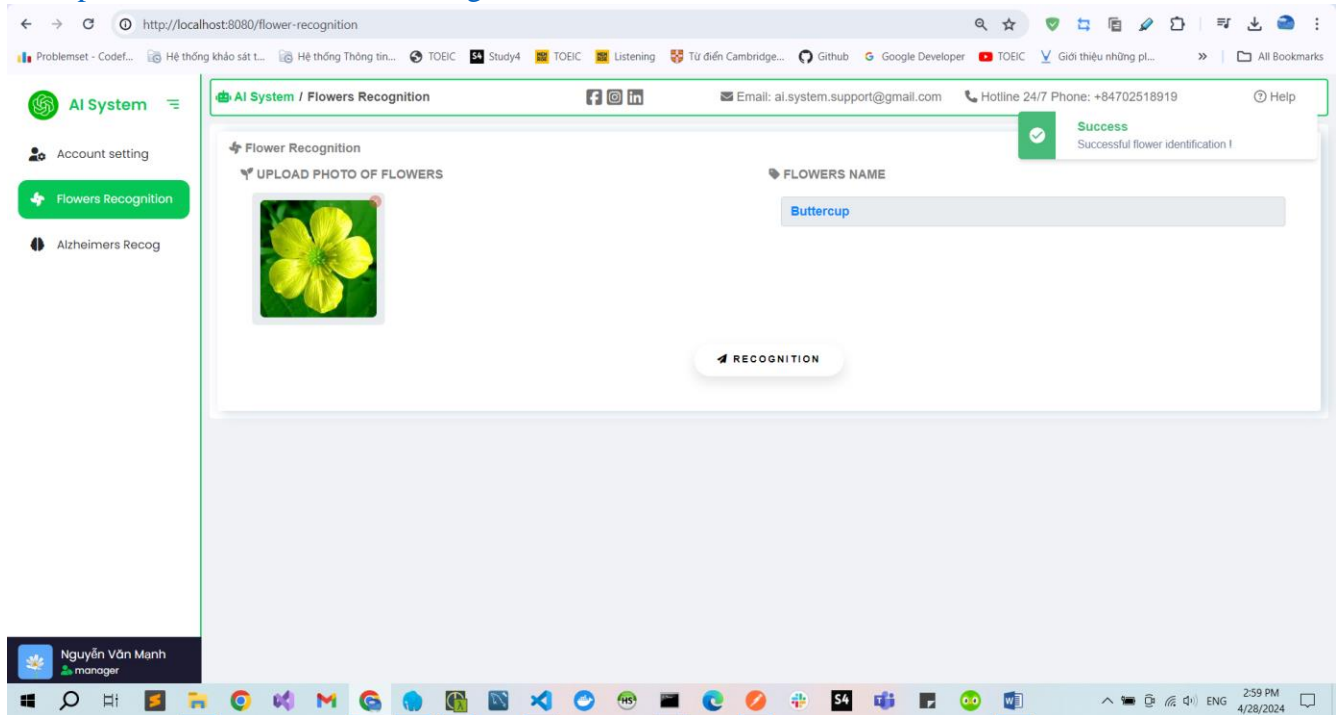 http://localhost:8080/flower-recognition
Problemset - Codef... Hệ thống khảo sát t... Hệ thống Thông tin... TOEIC Study4 TOEIC Listening Từ điển Cambridge... Github Google Developer TOEIC Giới thiệu những pl... » All Bookmarks
AI System
AI System / Flowers Recognition
Email: ai.system.support@gmail.com
Hotline 24/7 Phone: +84702518919
Help
Success
Successful flower identification !
Account setting
Flowers Recognition
Alzheimers Recog
Flower Recognition
UPLOAD PHOTO OF FLOWERS
FLOWERS NAME
Buttercup
RECOGNITION
Nguyễn Văn Mạnh
manager
ENG
2:59 PM
4/28/2024